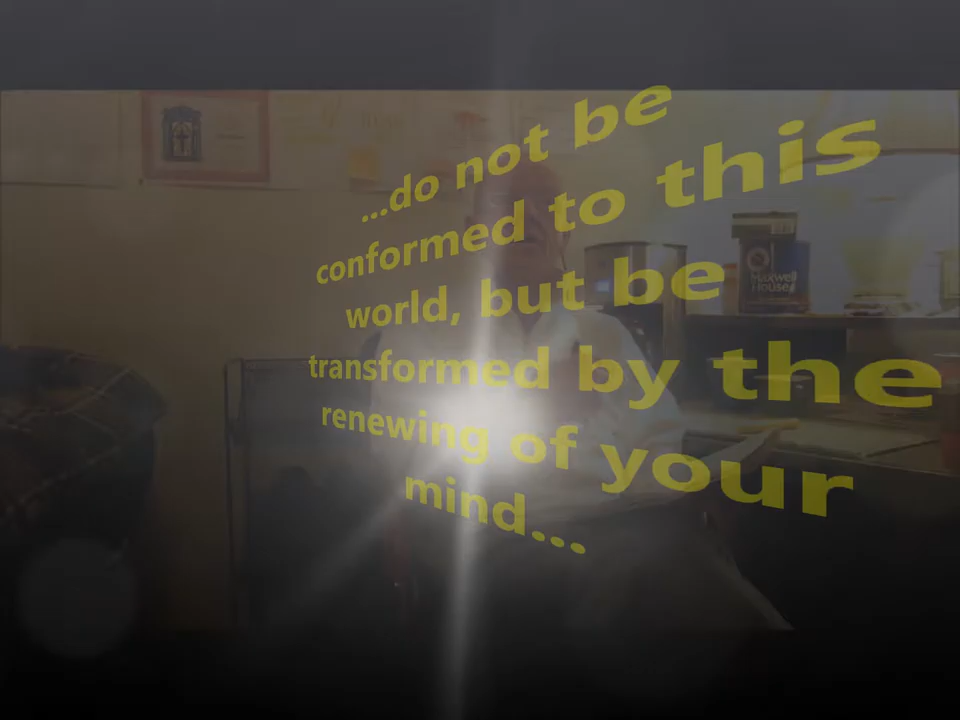 ...do not be
conformed to this
world, but be
transformed by the
renewing of your
mind...
Maxwell
House